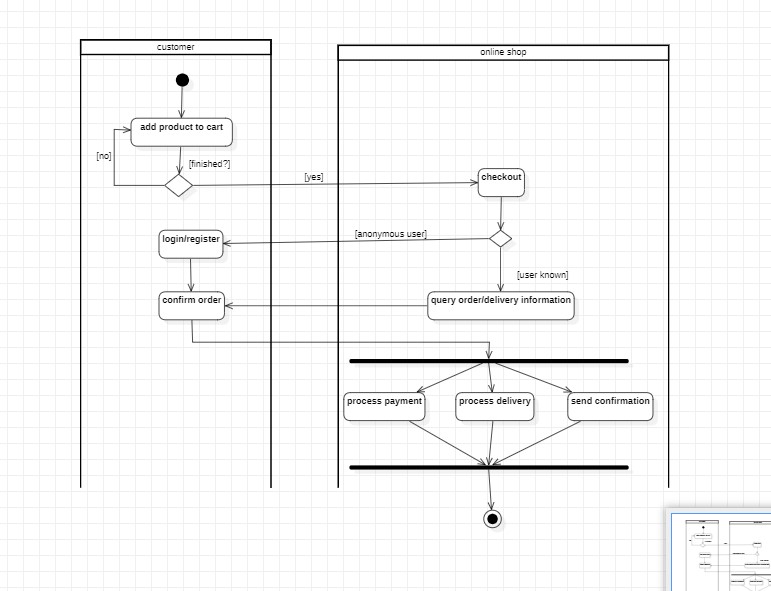 customer
online shop
add product to cart
[no]
[finished?]
[yes]
checkout
login/register
[anonymous user]
[user known]
confirm order
query order/delivery information
process payment
process delivery
send confirmation